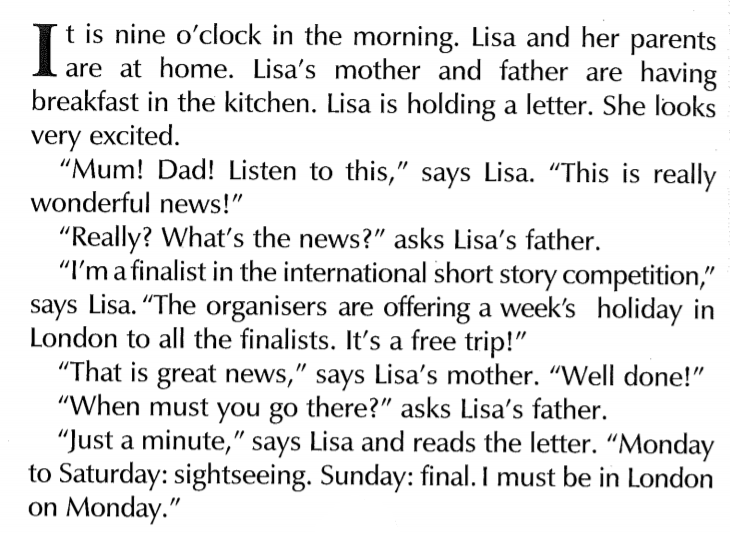 It is nine o’clock in the morning. Lisa and her parents
are at home. Lisa’s mother and father are having
breakfast in the kitchen. Lisa is holding a letter. She looks
very excited.
“Mum! Dad! Listen to this,” says Lisa. “This is really
wonderful news!”
“Really? What’s the news?” asks Lisa’s father.
“I’m a finalist in the international short story competition,”
says Lisa. “The organisers are offering a week’s holiday in
London to all the finalists. It’s a free trip!”
“That is great news,” says Lisa’s mother. “Well done!”
“When must you go there?” asks Lisa’s father.
“Just a minute,” says Lisa and reads the letter. “Monday
to Saturday: sightseeing. Sunday: final. I must be in London
on Monday.”